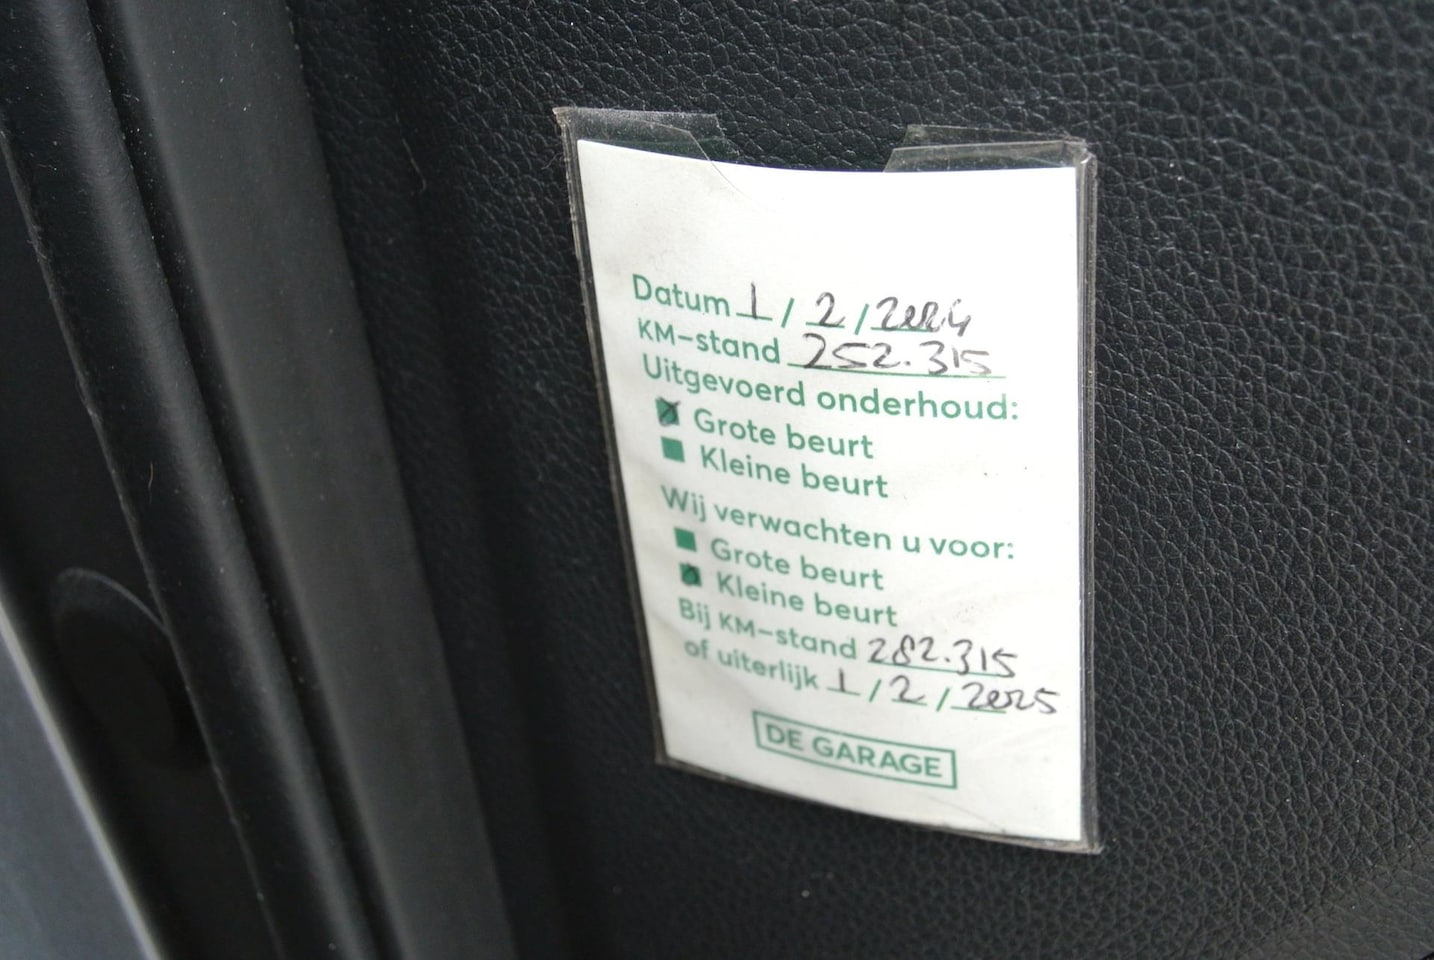 Datum 1 / 2 / 2024
KM-stand 252.315
Uitgevoerd onderhoud:
Grote beurt
Kleine beurt
Wij verwachten u voor:
Grote beurt
Kleine beurt
Bij KM-stand 282.315
of uiterlijk 1 / 2 / 2025
DE GARAGE